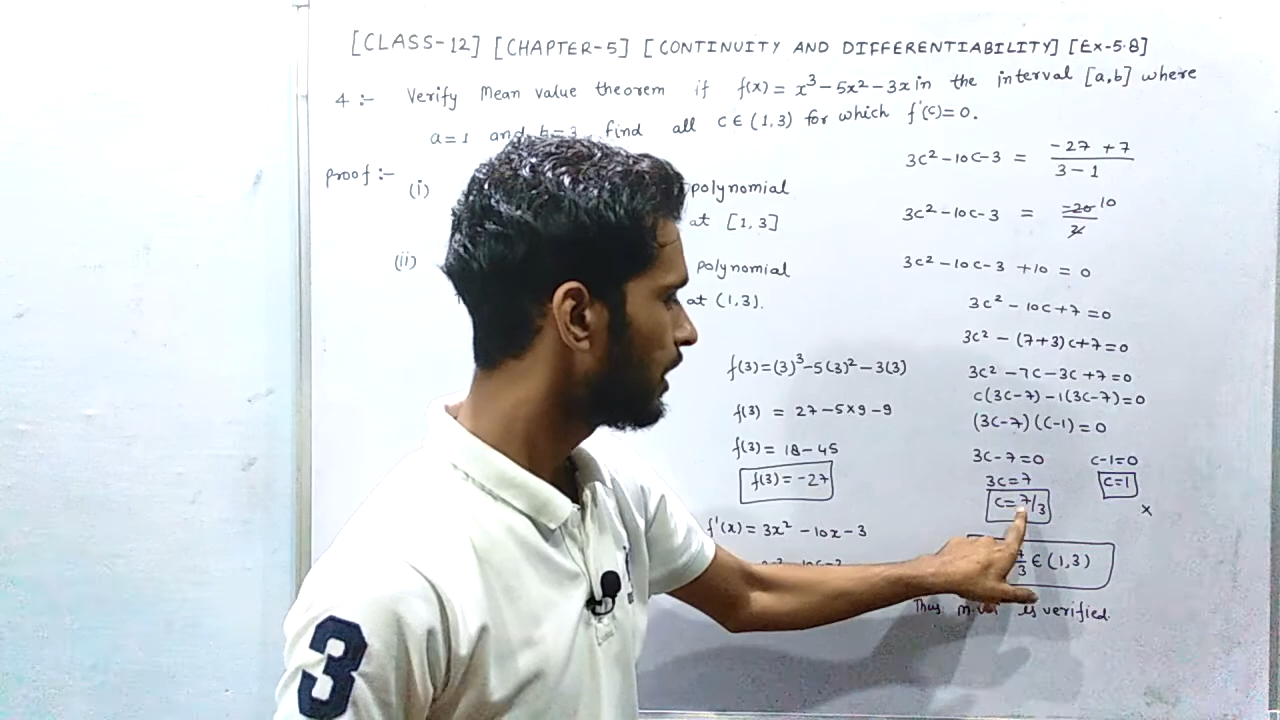 [CLASS-12] [CHAPTER-5] [CONTINUITY AND DIFFERENTIABILITY] [Ex-5.8]
4 :- Verify Mean value theorem if f(x) = x³ - 5x² - 3x in the interval [a,b] where
a=1 and b=3. find all c ∈ (1,3) for which f'(c)=0.
Proof :-
(i) polynomial
at [1,3]
(ii) polynomial
at (1,3).
f(3)=(3)³-5(3)²-3(3)
f(3) = 27-5×9-9
f(3) = 18-45
f(3) = -27
f'(x) = 3x² - 10x - 3
3c² - 10c - 3 = (-27 + 7)/(3 - 1)
3c² - 10c - 3 = -20 10/2
3c² - 10c - 3 + 10 = 0
3c² - 10c + 7 = 0
3c² - (7+3)c + 7 = 0
3c² - 7c - 3c + 7 = 0
c(3c-7) - 1(3c-7) = 0
(3c-7)(c-1) = 0
3c-7=0 c-1=0
3c=7 c=1
c=7/3 ×
7/3 ∈ (1,3)
Thus is verified.
3